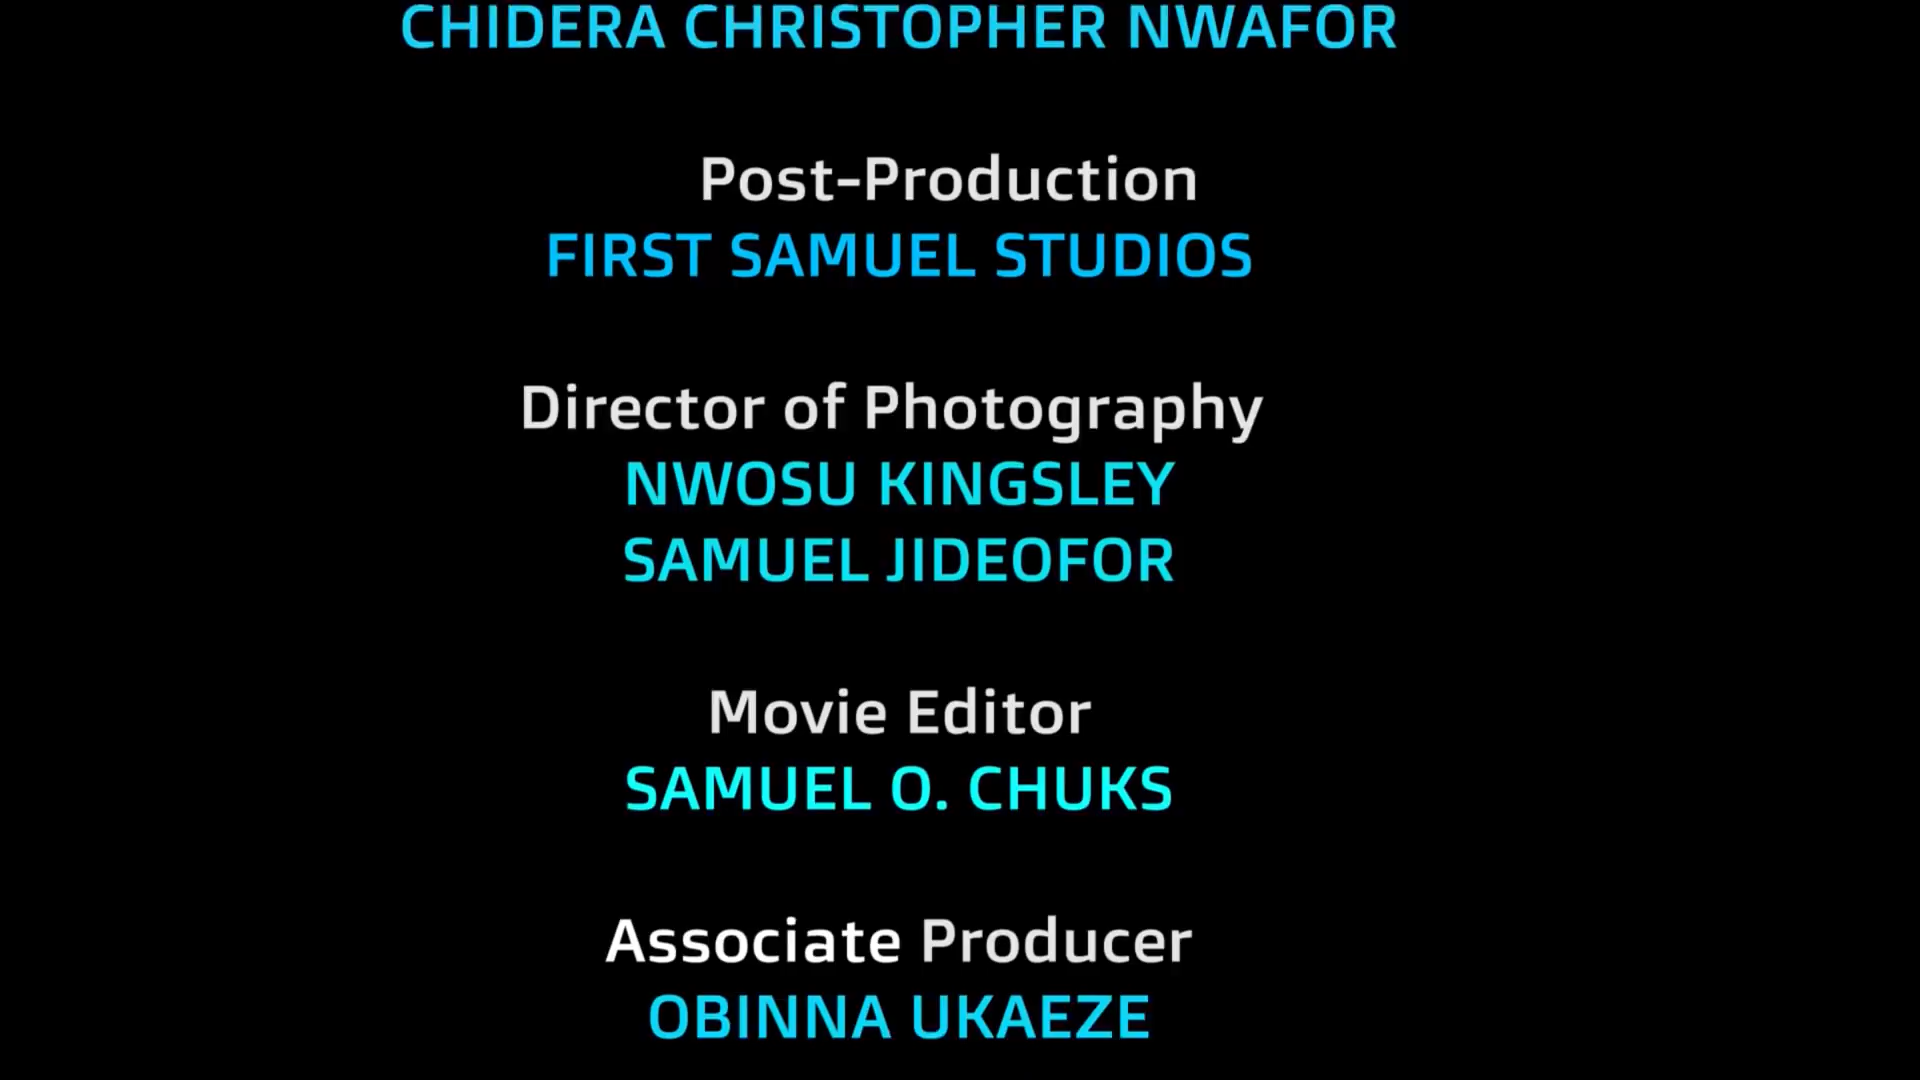 CHIDERA CHRISTOPHER NWAFOR
Post-Production
FIRST SAMUEL STUDIOS
Director of Photography
NWOSU KINGSLEY
SAMUEL JIDEOFOR
Movie Editor
SAMUEL O. CHUKS
Associate Producer
OBINNA UKAEZE